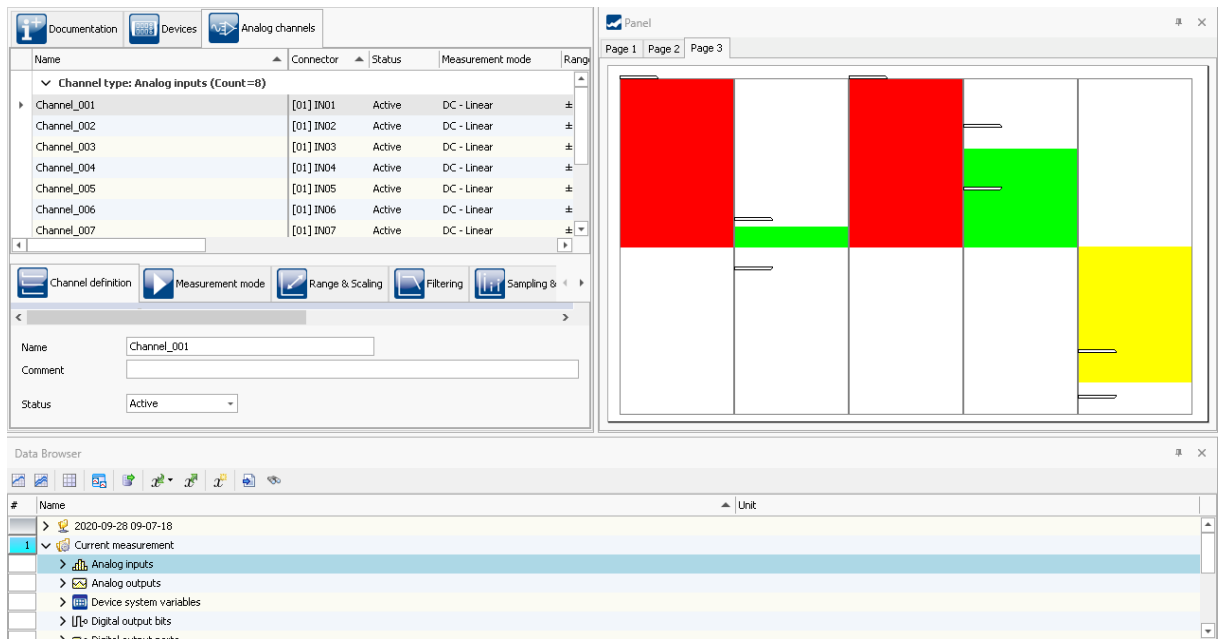 Documentation Devices Analog channels
Name Connector Status Measurement mode Rang
Channel type: Analog inputs (Count=8)
Channel_001 [01] IN01 Active DC - Linear ±
Channel_002 [01] IN02 Active DC - Linear ±
Channel_003 [01] IN03 Active DC - Linear ±
Channel_004 [01] IN04 Active DC - Linear ±
Channel_005 [01] IN05 Active DC - Linear ±
Channel_006 [01] IN06 Active DC - Linear ±
Channel_007 [01] IN07 Active DC - Linear ±
Channel definition Measurement mode Range & Scaling Filtering Sampling &
Name Channel_001
Comment
Status Active
Panel
Page 1 Page 2 Page 3
Data Browser
# Name Unit
2020-09-28 09-07-18
1 Current measurement
Analog inputs
Analog outputs
Device system variables
Digital output bits